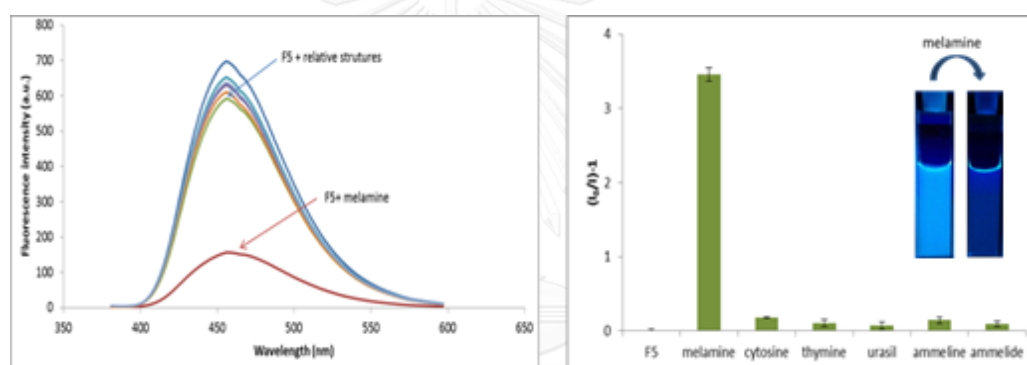 800
700
600
500
400
300
200
100
0
Fluorescence intensity (a.u.)
F5 + relative strutures
F5+ melamine
350 400 450 500 550 600 650
Wavelength (nm)
4
3
2
1
0
(I₀/I)-1
melamine
F5 melamine cytosine thymine urasil ammeline ammelide